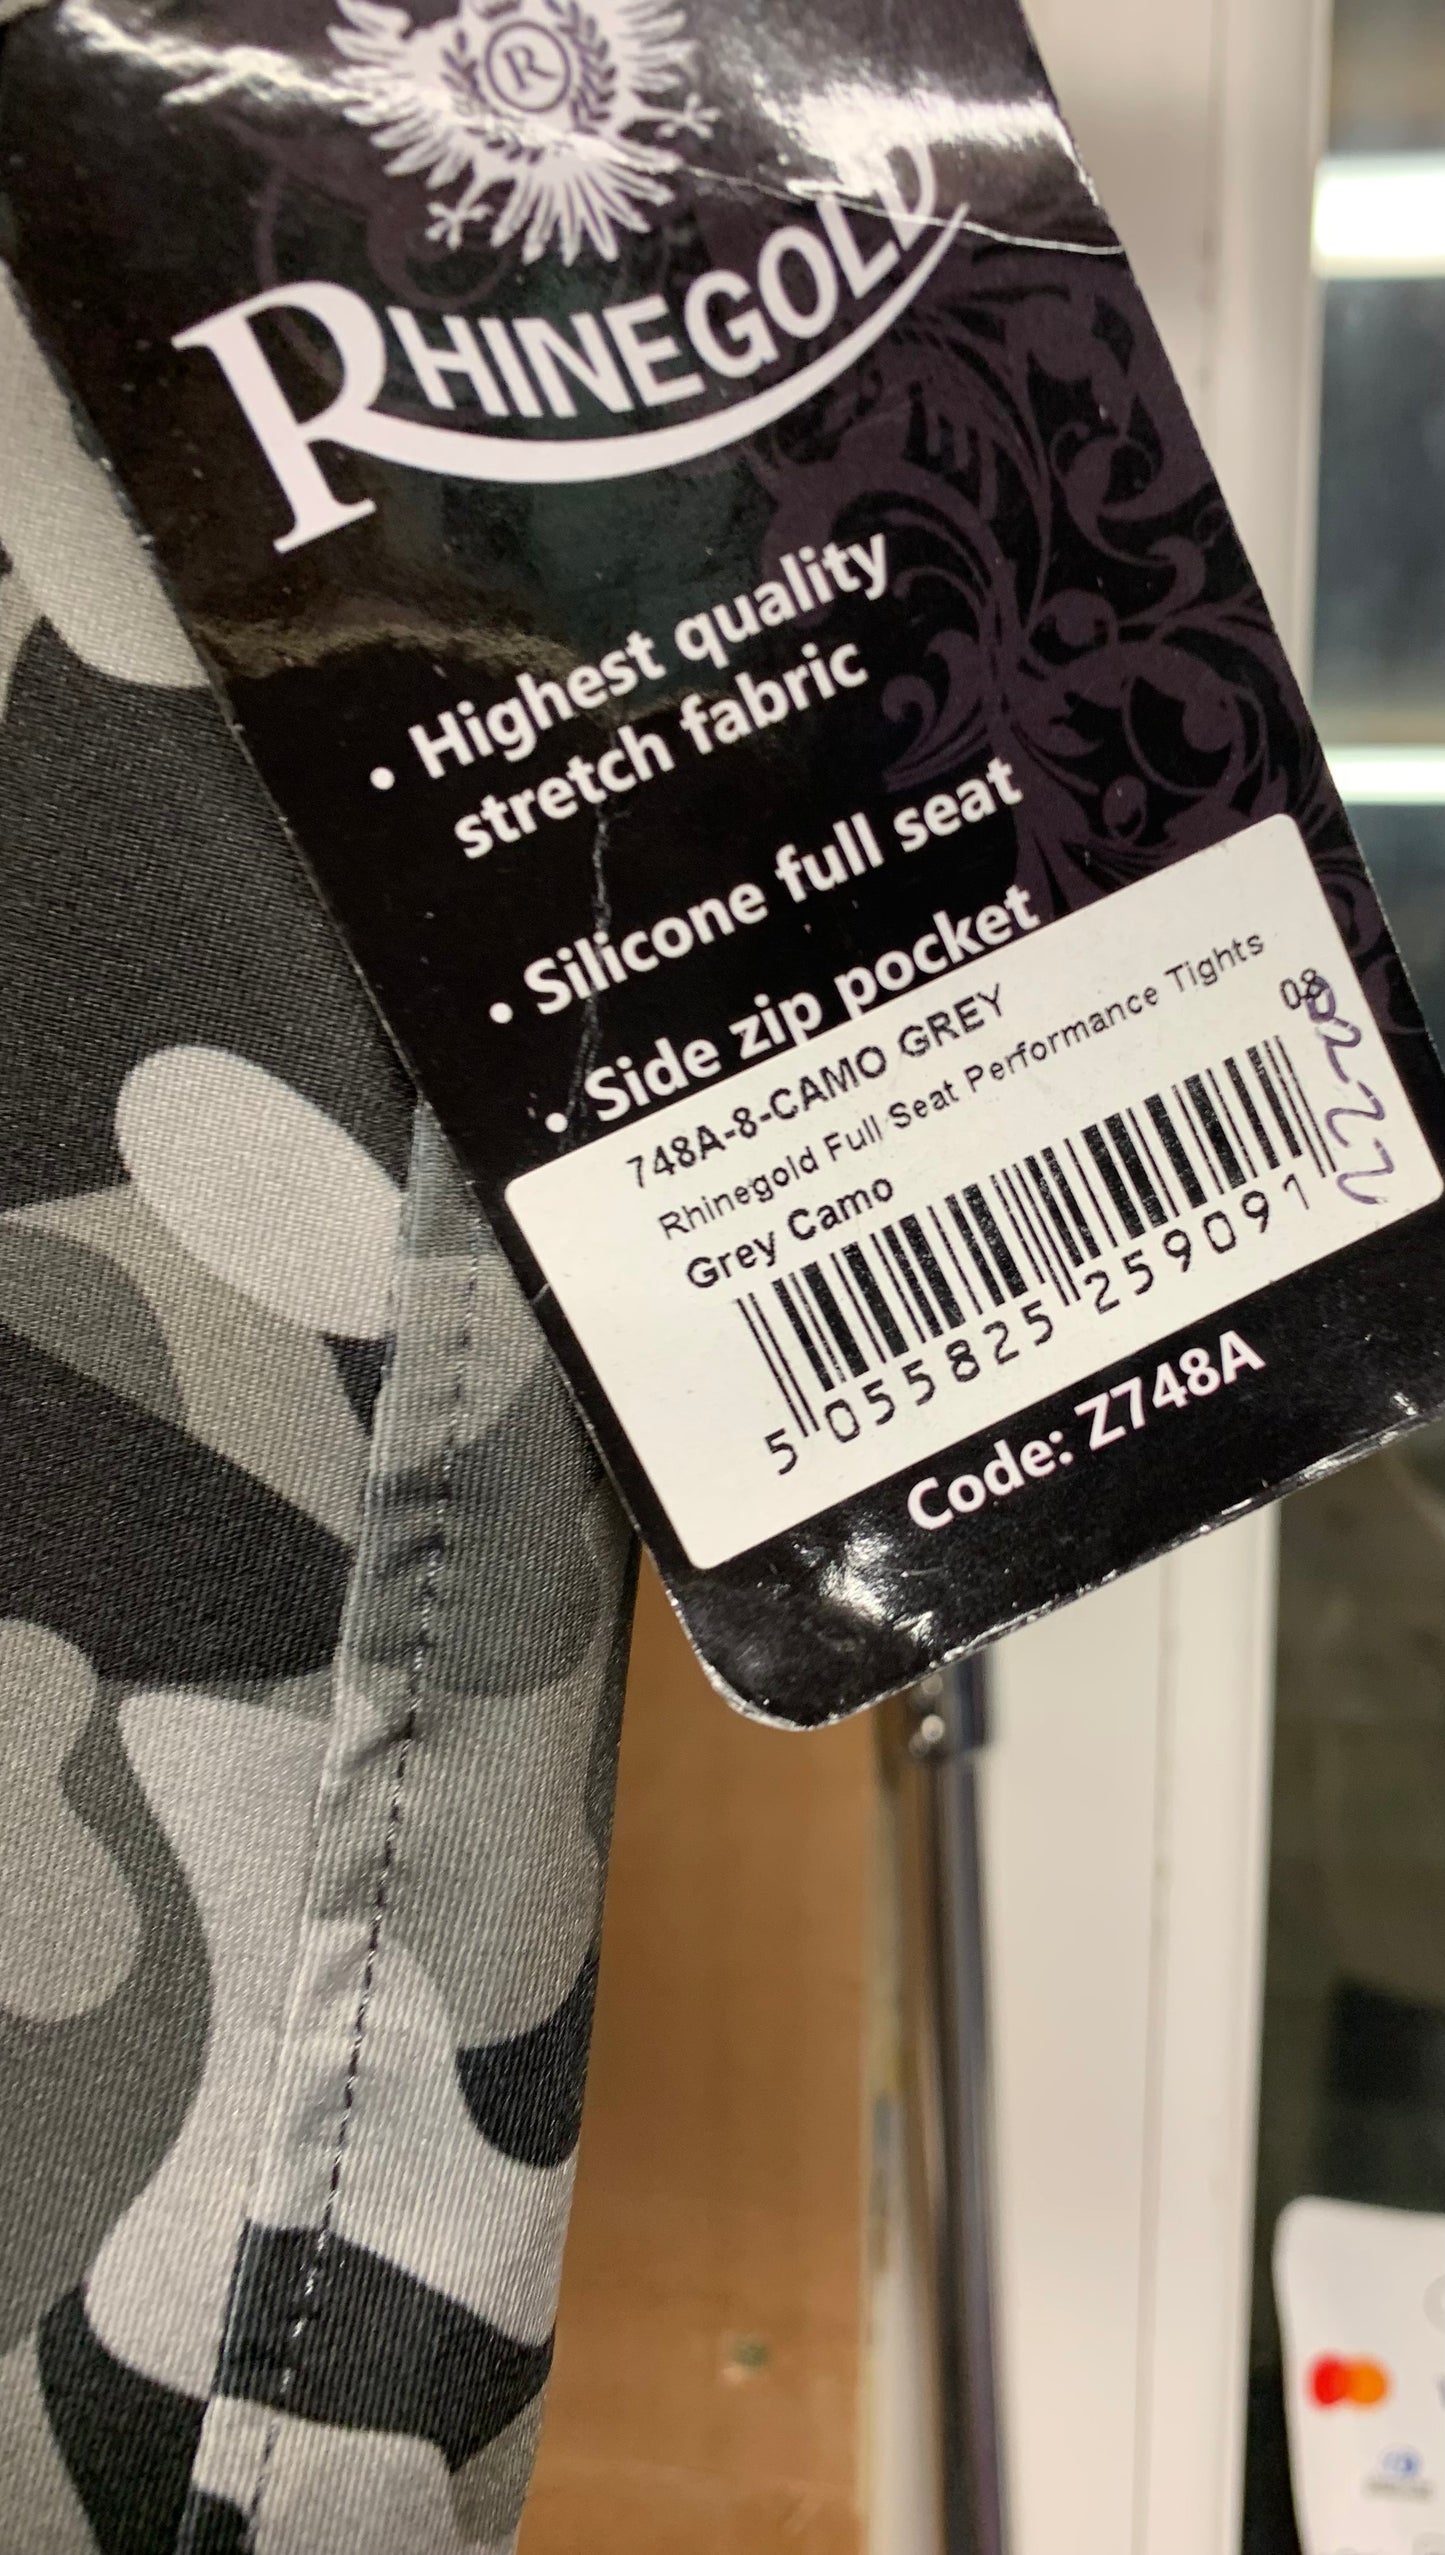 R
RHINEGOLD
• Highest quality
stretch fabric
• Silicone full seat
• Side zip pocket
748A-8-CAMO GREY
Rhinegold Full Seat Performance Tights
Grey Camo
08
5 055825 259091
Code: Z748A